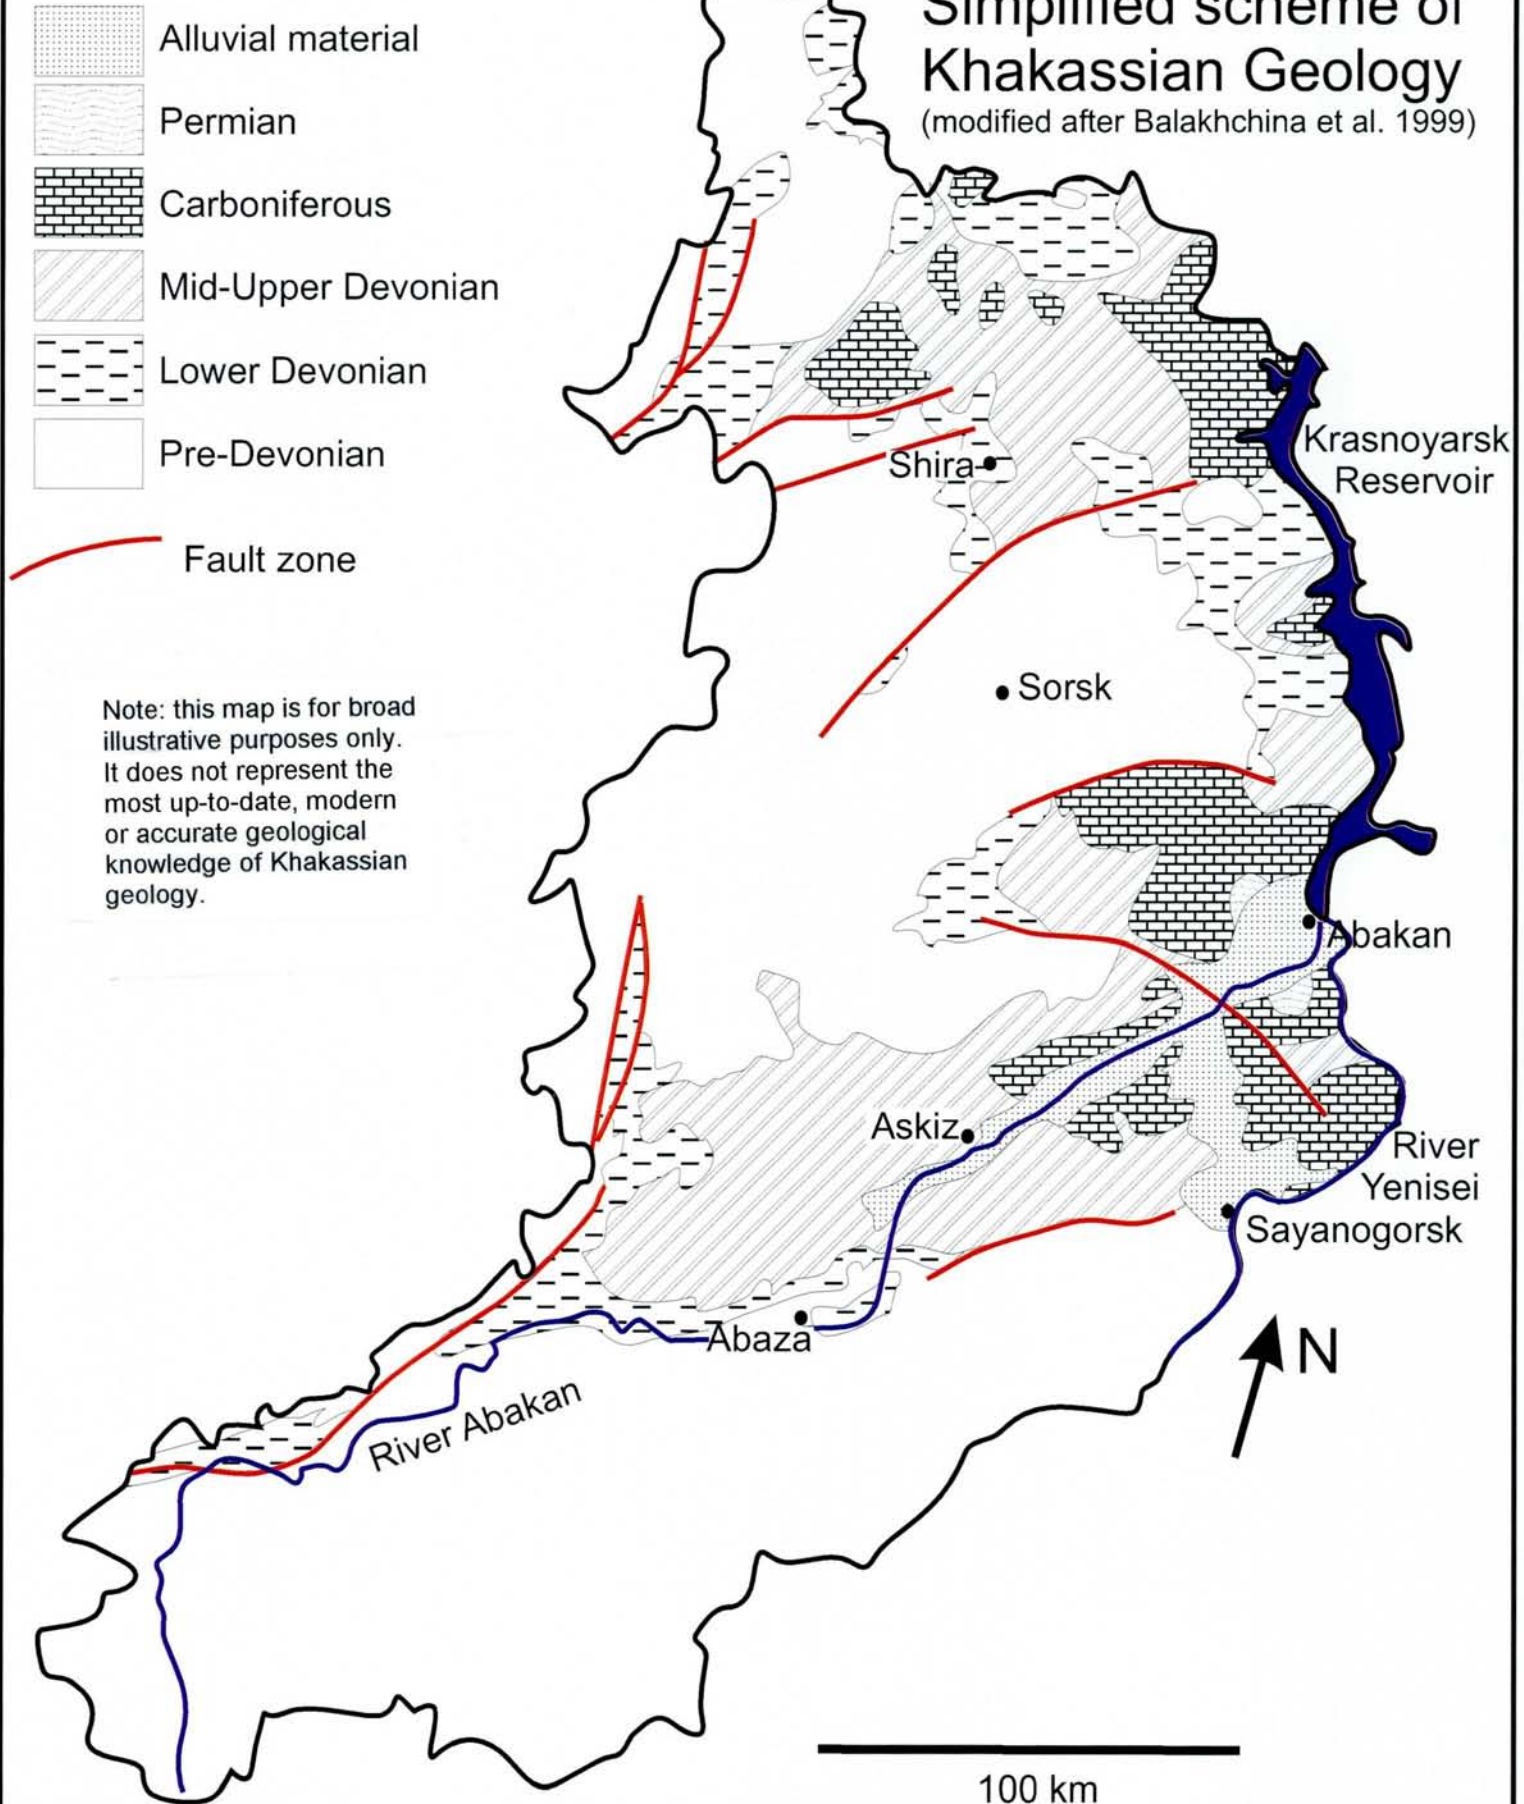 Simplified scheme of
Khakassian Geology
(modified after Balakhchina et al. 1999)
Alluvial material
Permian
Carboniferous
Mid-Upper Devonian
Lower Devonian
Pre-Devonian
Fault zone
Note: this map is for broad
illustrative purposes only.
It does not represent the
most up-to-date, modern
or accurate geological
knowledge of Khakassian
geology.
Krasnoyarsk
Reservoir
Shira
Sorsk
Abakan
Askiz
River
Yenisei
Sayanogorsk
Abaza
N
River Abakan
100 km